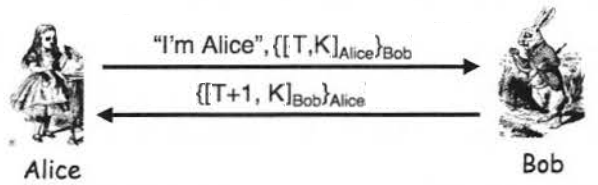 “I’m Alice”, {[T,K]Alice}Bob
{[T+1, K]Bob}Alice
Alice
Bob